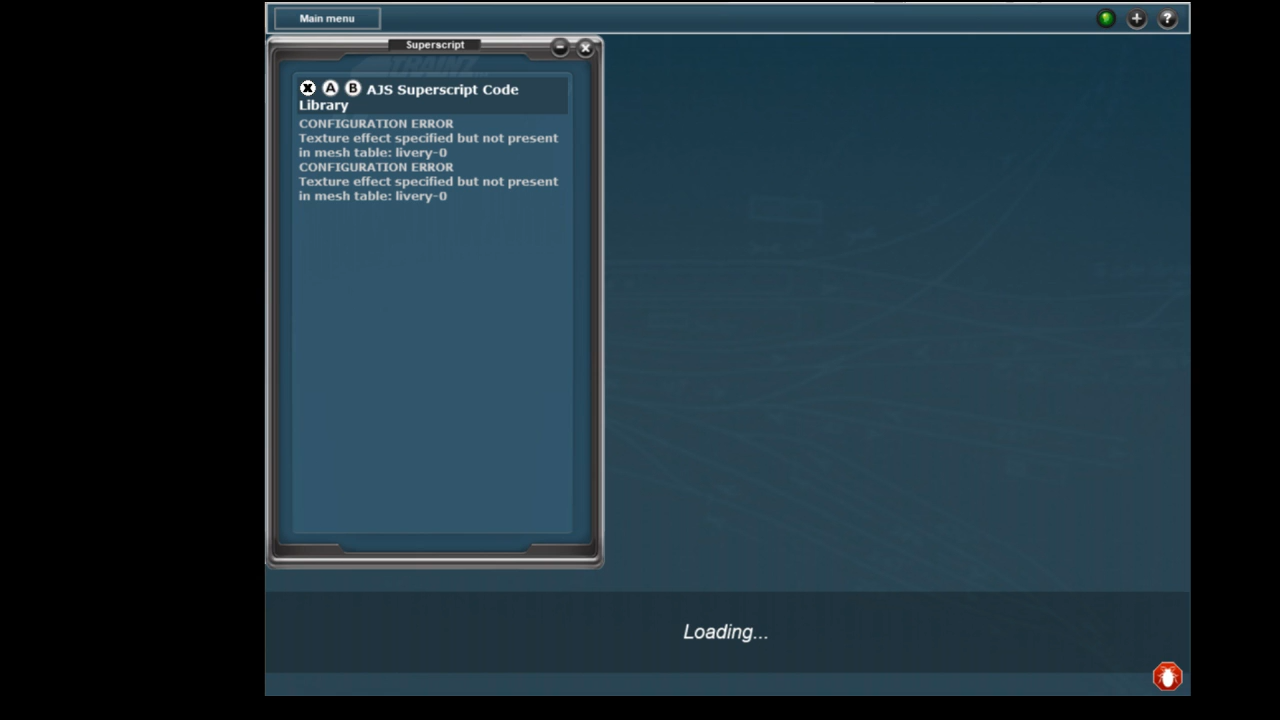 Main menu
?
Superscript
TRAINZ
X A B AJS Superscript Code
Library
CONFIGURATION ERROR
Texture effect specified but not present
in mesh table: livery-0
CONFIGURATION ERROR
Texture effect specified but not present
in mesh table: livery-0
Loading...